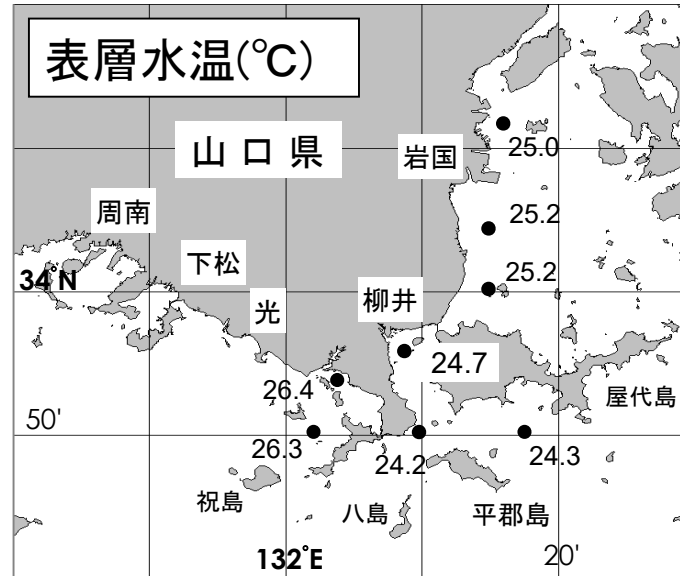 表層水温(℃)
山口県
岩国
25.0
周南
25.2
下松
34°N
25.2
光
柳井
24.7
26.4
屋代島
50'
26.3
24.2
24.3
祝島
八島
平郡島
132°E
20'